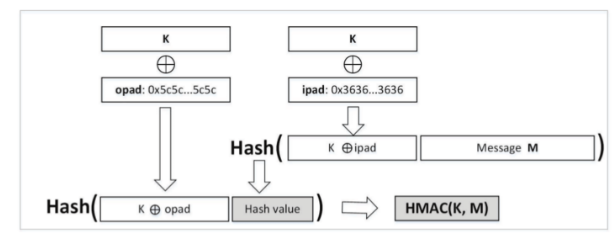 K K
⊕ ⊕
opad: 0x5c5c...5c5c ipad: 0x3636...3636
Hash( K ⊕ipad Message M )
Hash( K ⊕ opad Hash value ) HMAC(K, M)